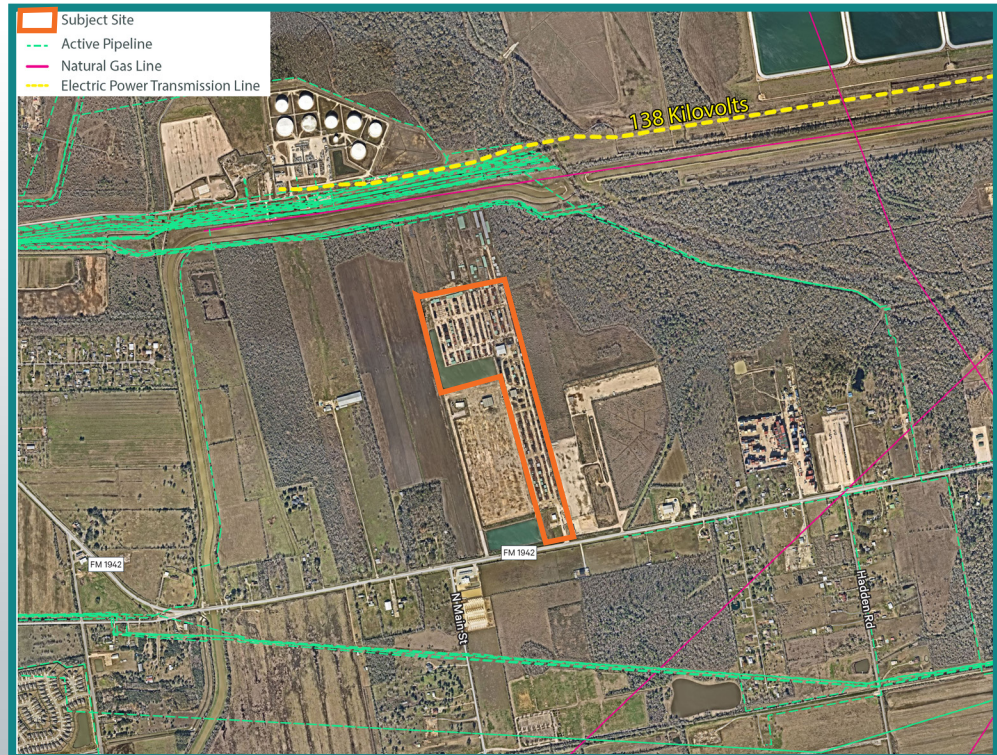 Subject Site
Active Pipeline
Natural Gas Line
Electric Power Transmission Line
138 Kilovolts
FM 1942
FM 1942
N Main St
Hadden Rd